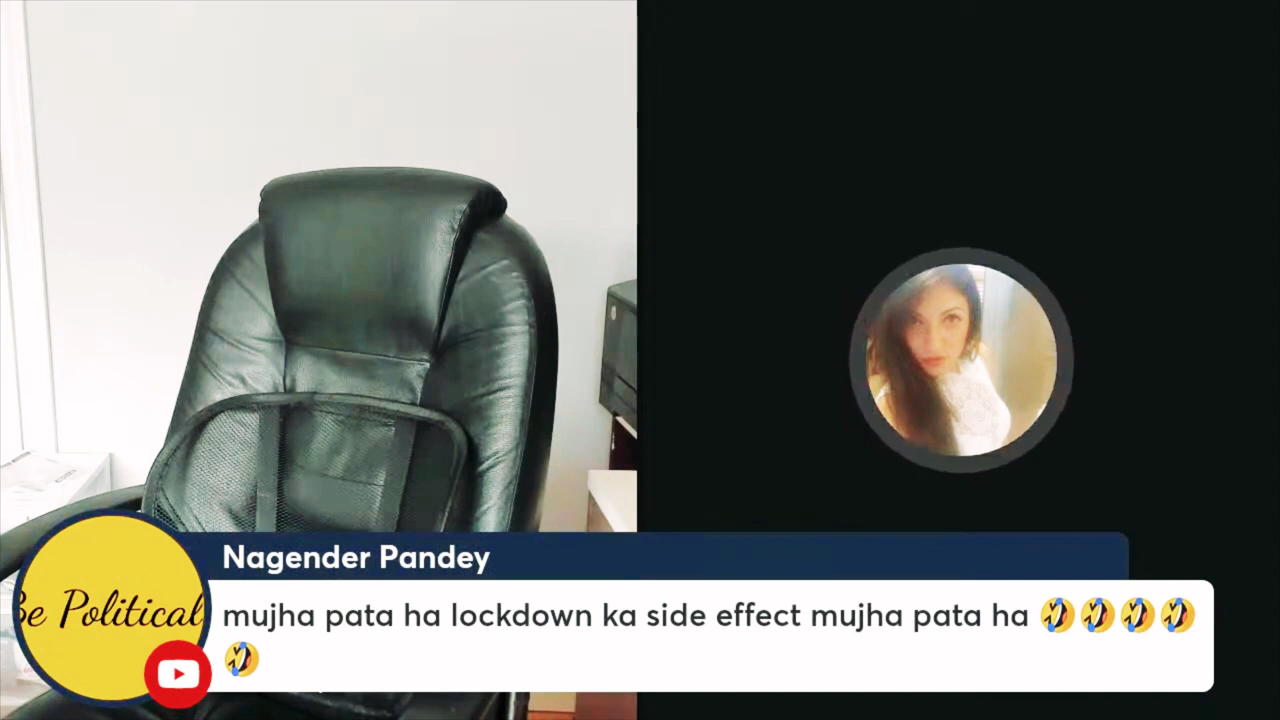 Nagender Pandey
Be Political
mujha pata ha lockdown ka side effect mujha pata ha 🤣🤣🤣🤣
🤣